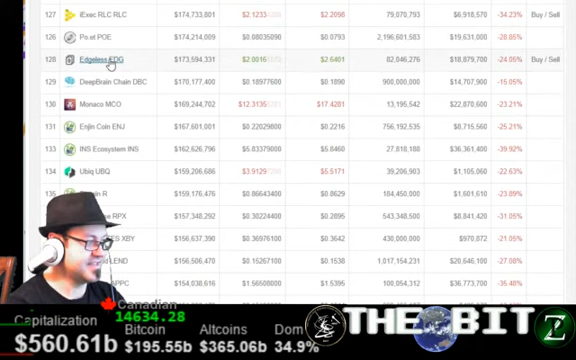 127 iExec RLC RLC $174,733,801 $2.1233 $2.2098 79,070,793 $6,918,570 -34.23% Buy / Sell
126 Po.et POE $174,214,000 $0.08035090 $0.0793 2,196,601,583 $19,631,000 -28.86%
128 Edgeless EDG $173,594,331 $2.0016 $2.6401 82,046,276 $18,879,700 -24.05% Buy / Sell
129 DeepBrain Chain DBC $170,177,400 $0.18977600 $0.1890 900,000,000 $14,707,900 -15.05%
130 Monaco MCO $169,244,702 $12.3135 $17.4281 13,195,542 $22,870,600 -23.21%
131 Enjin Coin ENJ $167,601,001 $0.22029800 $0.2216 756,192,535 $8,715,560 -25.21%
133 INS Ecosystem INS $162,626,796 $5.83379000 $5.8460 27,818,188 $36,361,400 -39.92%
134 Ubiq UBQ $159,206,686 $3.9129 $5.5171 39,206,903 $1,105,060 -22.63%
135 R $159,176,476 $0.86643400 $0.8629 184,450,000 $1,601,160 -23.89%
RPX $157,348,292 $0.30224400 $0.2895 543,348,500 $8,841,420 -31.05%
XBY $156,637,390 $0.36976100 $0.3642 430,000,000 $970,872 -21.05%
LEND $156,506,470 $0.15267100 $0.1538 1,017,154,231 $20,646,100 -27.08%
PPC $154,038,616 $1.56508000 $100,054,312 $36,773,700 -35.48%
Canadian
14634.28
Capitalization Bitcoin Altcoins Dom
$560.61b $195.55b $365.06b 34.9%
THE BIT Z